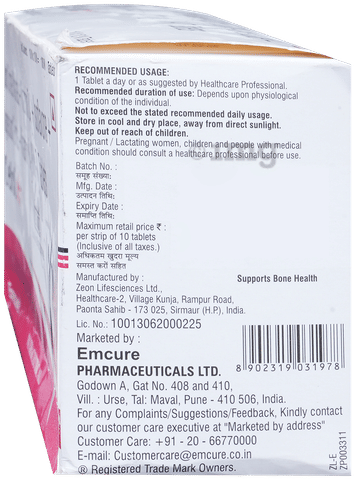 RECOMMENDED USAGE:
1 Tablet a day or as suggested by Healthcare Professional.
Recommended duration of use: Depends upon physiological
condition of the individual.
Not to exceed the stated recommended daily usage.
Store in cool and dry place, away from direct sunlight.
Keep out of reach of children.
Pregnant / Lactating women, children and people with medical
condition should consult a healthcare professional before use.
Batch No. :
समूह संख्या:
Mfg. Date :
उत्पादन तिथि:
Expiry Date :
समाप्ति तिथि:
Maximum retail price ₹ :
per strip of 10 tablets
(Inclusive of all taxes.)
अधिकतम खुदरा मूल्य
समस्त करों सहित
Manufactured by :
Zeon Lifesciences Ltd.,
Healthcare-2, Village Kunja, Rampur Road,
Paonta Sahib - 173 025, Sirmaur (H.P.), India.
Supports Bone Health
Lic. No.: 10013062000225
Marketed by :
Emcure
PHARMACEUTICALS LTD.
Godown A, Gat No. 408 and 410,
Vill. : Urse, Tal: Maval, Pune - 410 506, India.
For any Complaints/Suggestions/Feedback, Kindly contact
our customer care executive at "Marketed by address"
Customer Care: +91 - 20 - 66770000
E-mail: Customercare@emcure.co.in
® Registered Trade Mark Owners.
8 902319 031978
ZL-E
ZP003311